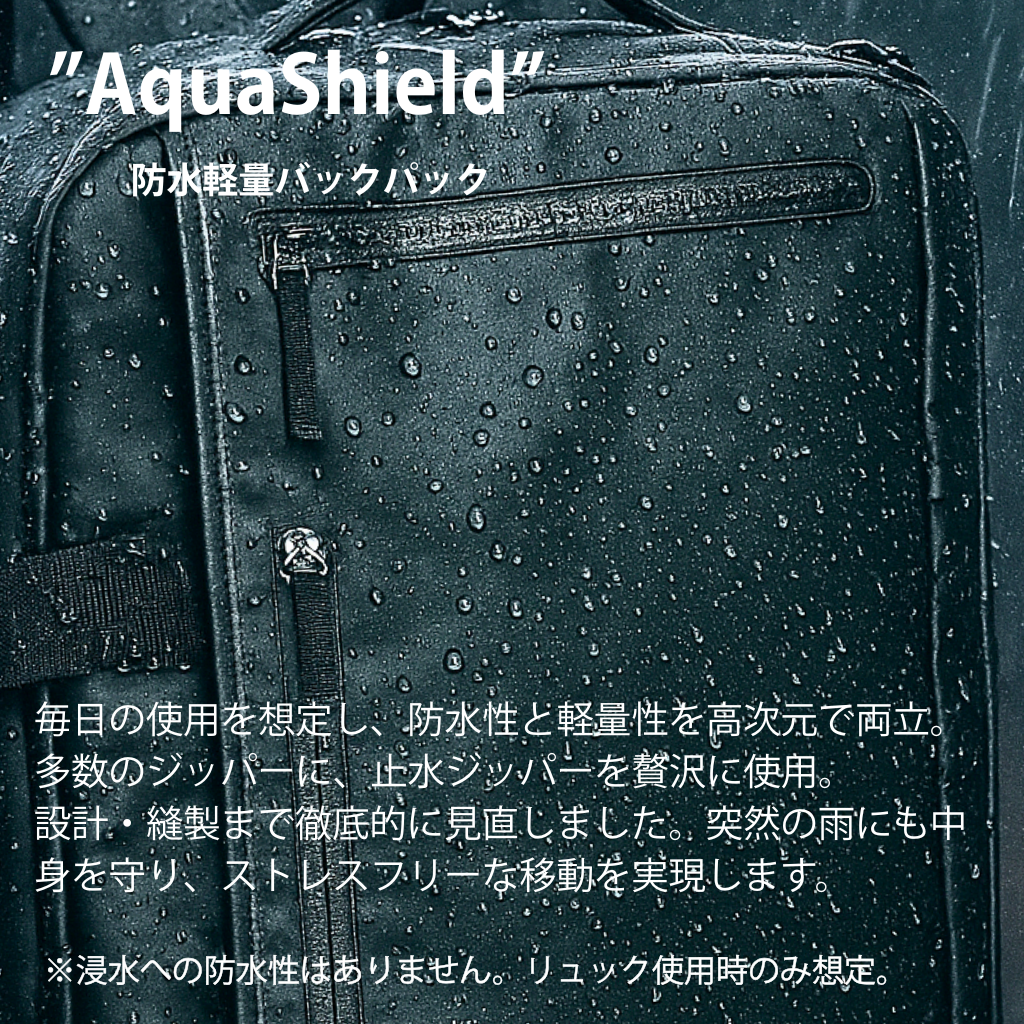 ”AquaShield”
防水軽量バックパック
毎日の使用を想定し、防水性と軽量性を高次元で両立。
多数のジッパーに、止水ジッパーを贅沢に使用。
設計・縫製まで徹底的に見直しました。突然の雨にも中
身を守り、ストレスフリーな移動を実現します。
※浸水への防水性はありません。リュック使用時のみ想定。